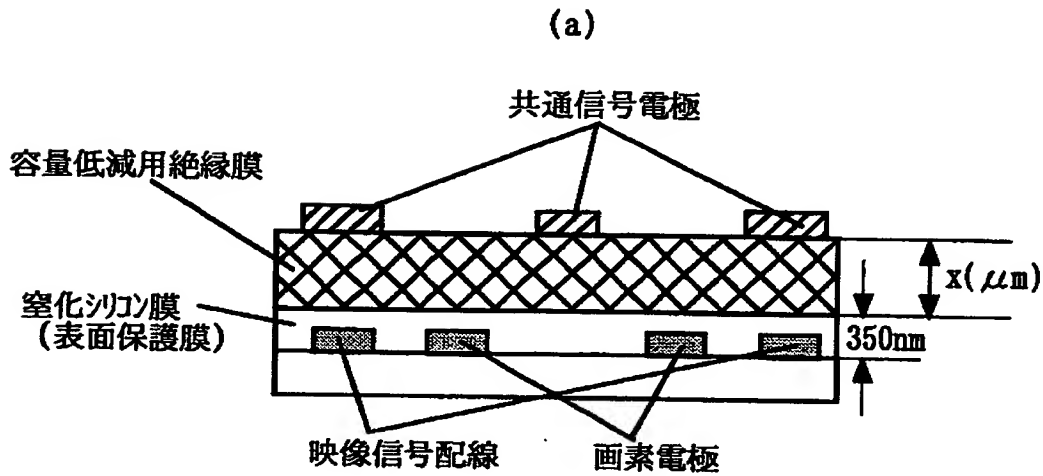 (a)
共通信号電極
容量低減用絶縁膜
x(μm)
窒化シリコン膜
(表面保護膜)
350nm
映像信号配線
画素電極